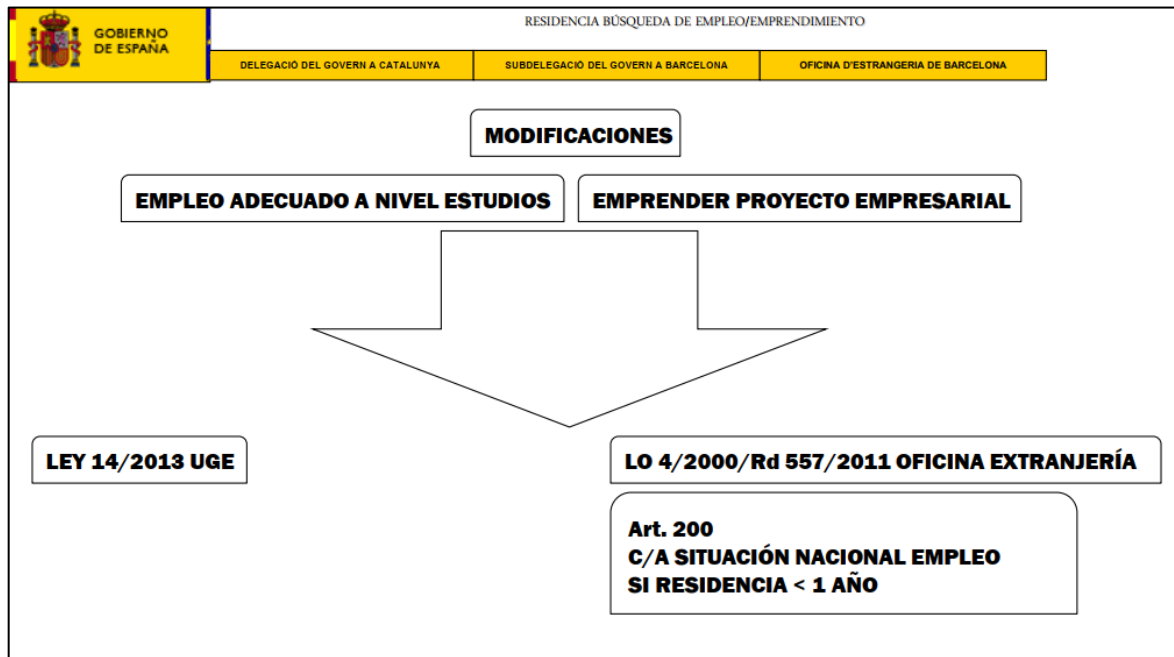 GOBIERNO
DE ESPAÑA
RESIDENCIA BÚSQUEDA DE EMPLEO/EMPRENDIMIENTO
DELEGACIÓ DEL GOVERN A CATALUNYA
SUBDELEGACIÓ DEL GOVERN A BARCELONA
OFICINA D'ESTRANGERIA DE BARCELONA
MODIFICACIONES
EMPLEO ADECUADO A NIVEL ESTUDIOS
EMPRENDER PROYECTO EMPRESARIAL
LEY 14/2013 UGE
LO 4/2000/Rd 557/2011 OFICINA EXTRANJERÍA
Art. 200
C/A SITUACIÓN NACIONAL EMPLEO
SI RESIDENCIA < 1 AÑO